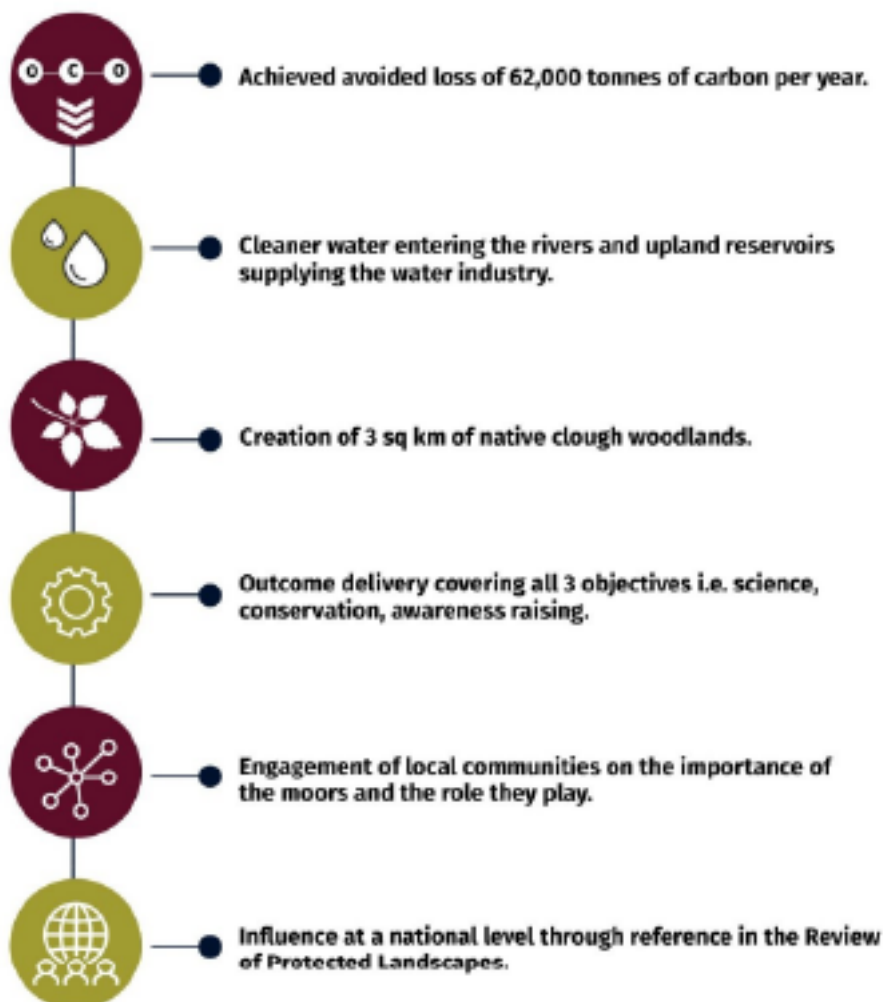 O C O
Achieved avoided loss of 62,000 tonnes of carbon per year.
Cleaner water entering the rivers and upland reservoirs
supplying the water industry.
Creation of 3 sq km of native clough woodlands.
Outcome delivery covering all 3 objectives i.e. science,
conservation, awareness raising.
Engagement of local communities on the importance of
the moors and the role they play.
Influence at a national level through reference in the Review
of Protected Landscapes.